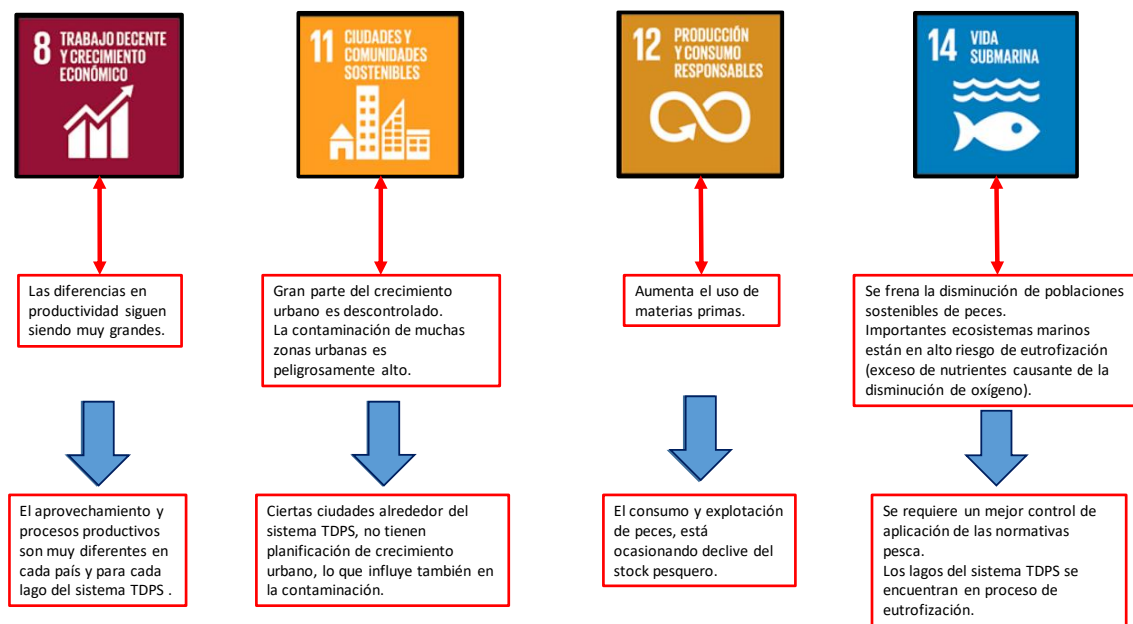 8 TRABAJO DECENTE
Y CRECIMIENTO
ECONÓMICO
11 CIUDADES Y
COMUNIDADES
SOSTENIBLES
12 PRODUCCIÓN
Y CONSUMO
RESPONSABLES
14 VIDA
SUBMARINA
Las diferencias en
productividad siguen
siendo muy grandes.
Gran parte del crecimiento
urbano es descontrolado.
La contaminación de muchas
zonas urbanas es
peligrosamente alto.
Aumenta el uso de
materias primas.
Se frena la disminución de poblaciones
sostenibles de peces.
Importantes ecosistemas marinos
están en alto riesgo de eutrofización
(exceso de nutrientes causante de la
disminución de oxígeno).
El aprovechamiento y
procesos productivos
son muy diferentes en
cada país y para cada
lago del sistema TDPS .
Ciertas ciudades alrededor del
sistema TDPS, no tienen
planificación de crecimiento
urbano, lo que influye también en
la contaminación.
El consumo y explotación
de peces, está
ocasionando declive del
stock pesquero.
Se requiere un mejor control de
aplicación de las normativas
pesca.
Los lagos del sistema TDPS se
encuentran en proceso de
eutrofización.